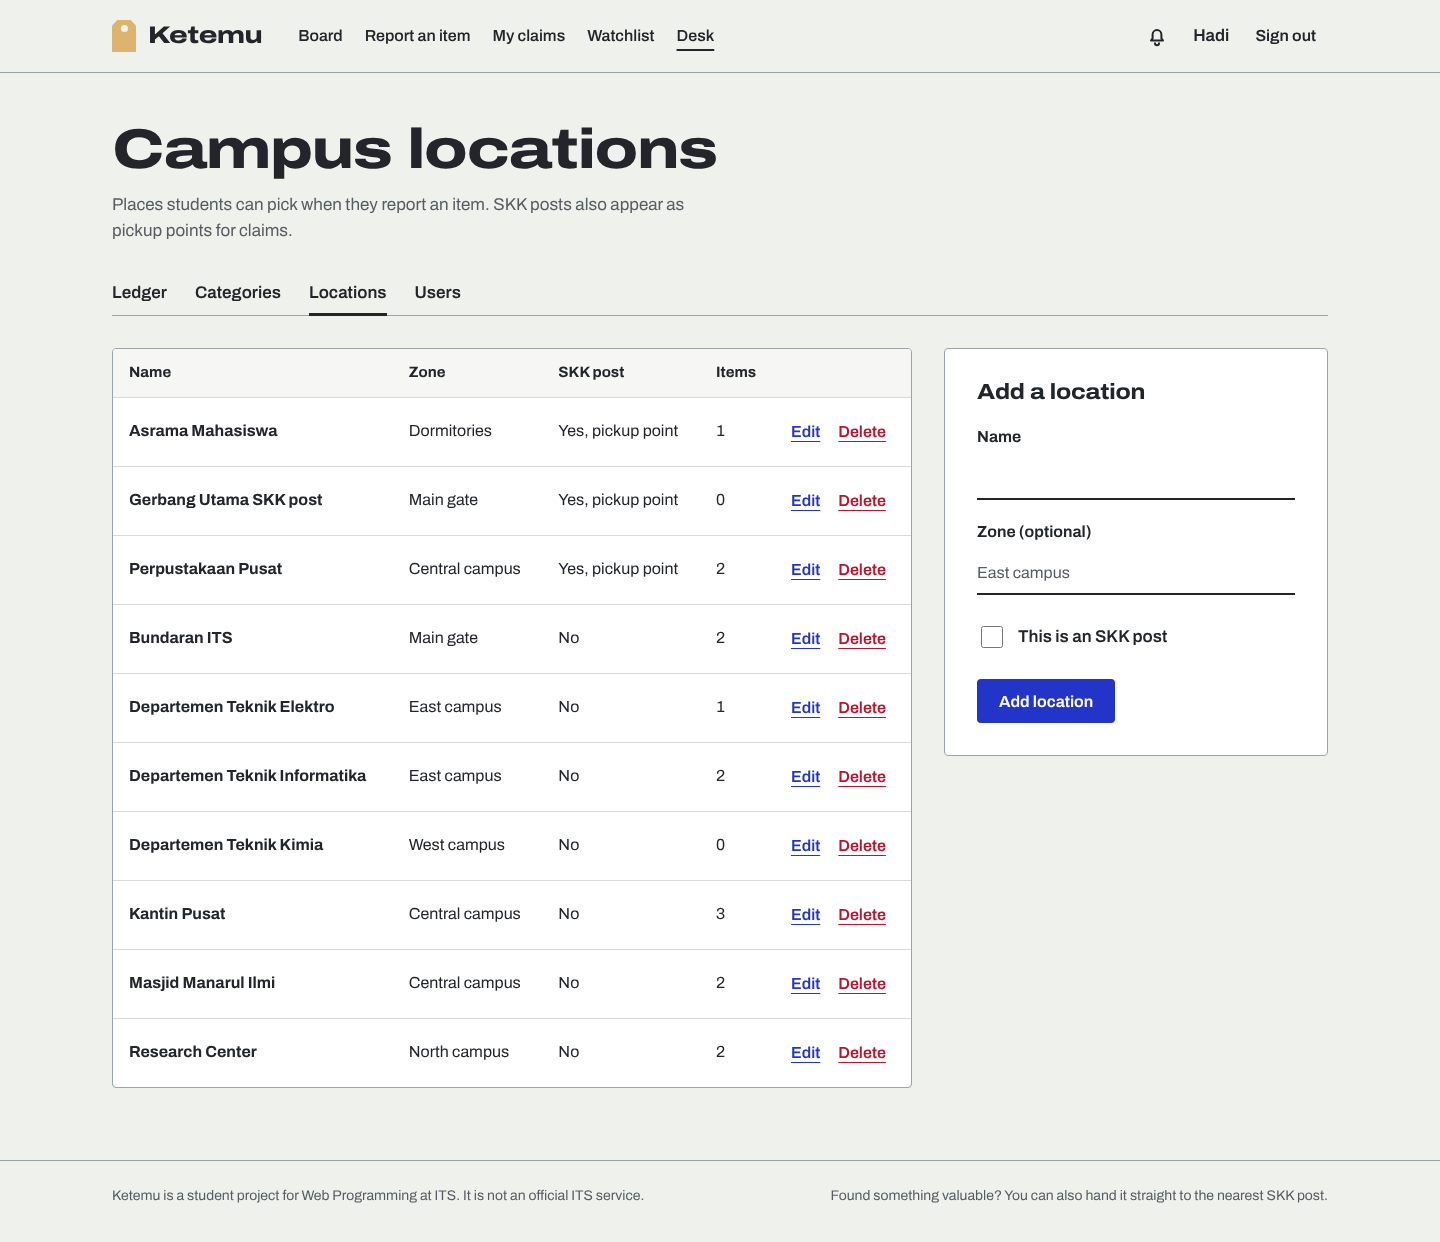 Ketemu
Board Report an item My claims Watchlist Desk
Hadi Sign out
Campus locations
Places students can pick when they report an item. SKK posts also appear as
pickup points for claims.
Ledger Categories Locations Users
Name Zone SKK post Items
Asrama Mahasiswa Dormitories Yes, pickup point 1 Edit Delete
Gerbang Utama SKK post Main gate Yes, pickup point 0 Edit Delete
Perpustakaan Pusat Central campus Yes, pickup point 2 Edit Delete
Bundaran ITS Main gate No 2 Edit Delete
Departemen Teknik Elektro East campus No 1 Edit Delete
Departemen Teknik Informatika East campus No 2 Edit Delete
Departemen Teknik Kimia West campus No 0 Edit Delete
Kantin Pusat Central campus No 3 Edit Delete
Masjid Manarul Ilmi Central campus No 2 Edit Delete
Research Center North campus No 2 Edit Delete
Add a location
Name
Zone (optional)
East campus
This is an SKK post
Add location
Ketemu is a student project for Web Programming at ITS. It is not an official ITS service.
Found something valuable? You can also hand it straight to the nearest SKK post.